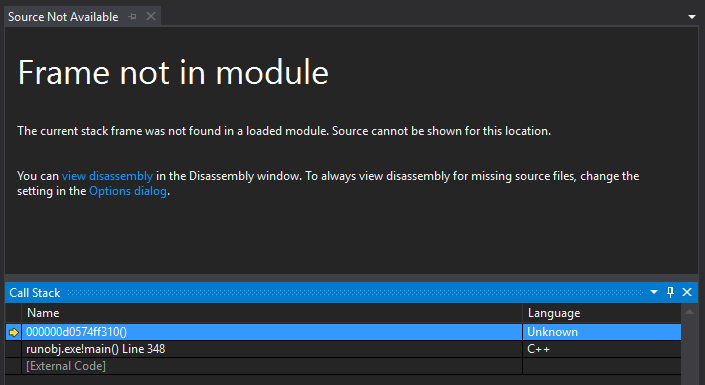 Source Not Available
Frame not in module
The current stack frame was not found in a loaded module. Source cannot be shown for this location.
You can view disassembly in the Disassembly window. To always view disassembly for missing source files, change the
setting in the Options dialog.
Call Stack
Name Language
000000d0574ff310() Unknown
runobj.exe!main() Line 348 C++
[External Code]